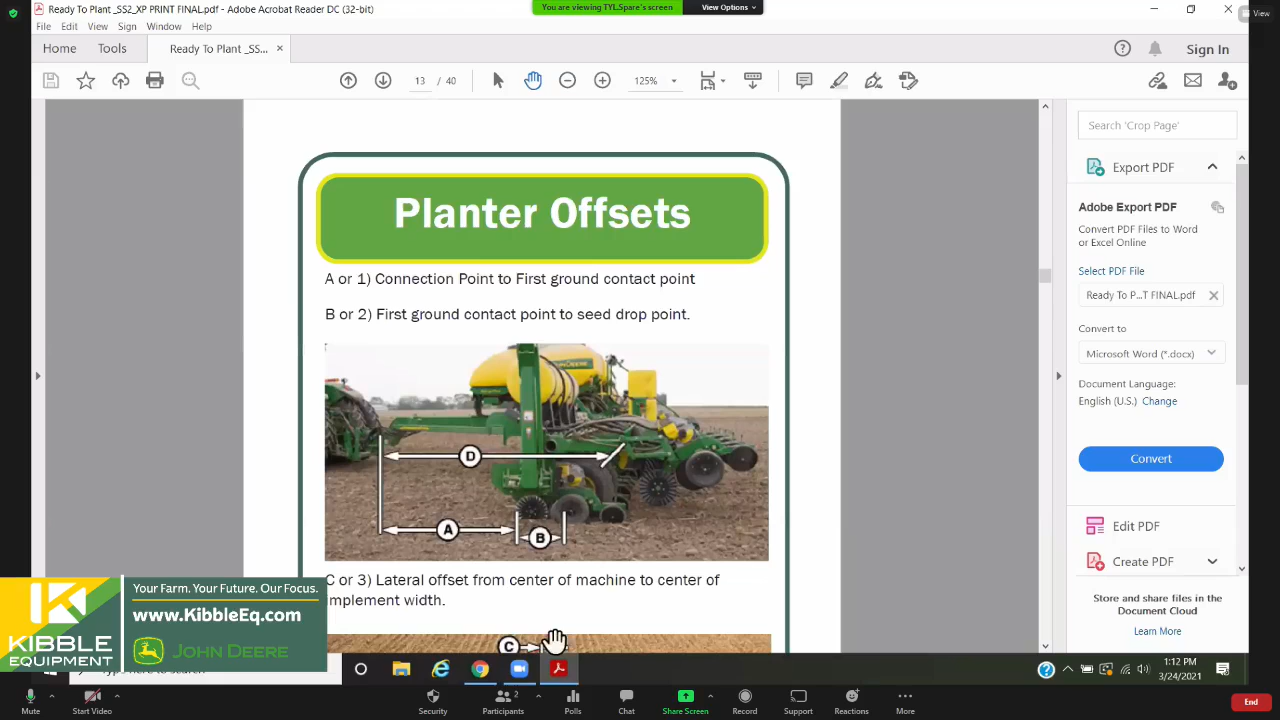 Ready To Plant _SS2_XP PRINT FINAL.pdf - Adobe Acrobat Reader DC (32-bit)
You are viewing TYL.Spare's screen
View Options
View
File Edit View Sign Window Help
Home Tools Ready To Plant _SS... ×
Sign In
13 / 40
125%
Search 'Crop Page'
Export PDF
Adobe Export PDF
Convert PDF Files to Word
or Excel Online
Select PDF File
Ready To P...T FINAL.pdf
Convert to
Microsoft Word (*.docx)
Document Language:
English (U.S.) Change
Convert
Edit PDF
Create PDF
Store and share files in the
Document Cloud
Learn More
Planter Offsets
A or 1) Connection Point to First ground contact point
B or 2) First ground contact point to seed drop point.
D
A
B
C or 3) Lateral offset from center of machine to center of
implement width.
C
KIBBLE
EQUIPMENT
Your Farm. Your Future. Our Focus.
www.KibbleEq.com
JOHN DEERE
1:12 PM
3/24/2021
Mute
Start Video
Security
Participants
2
Polls
Chat
Share Screen
Record
Support
Reactions
More
End